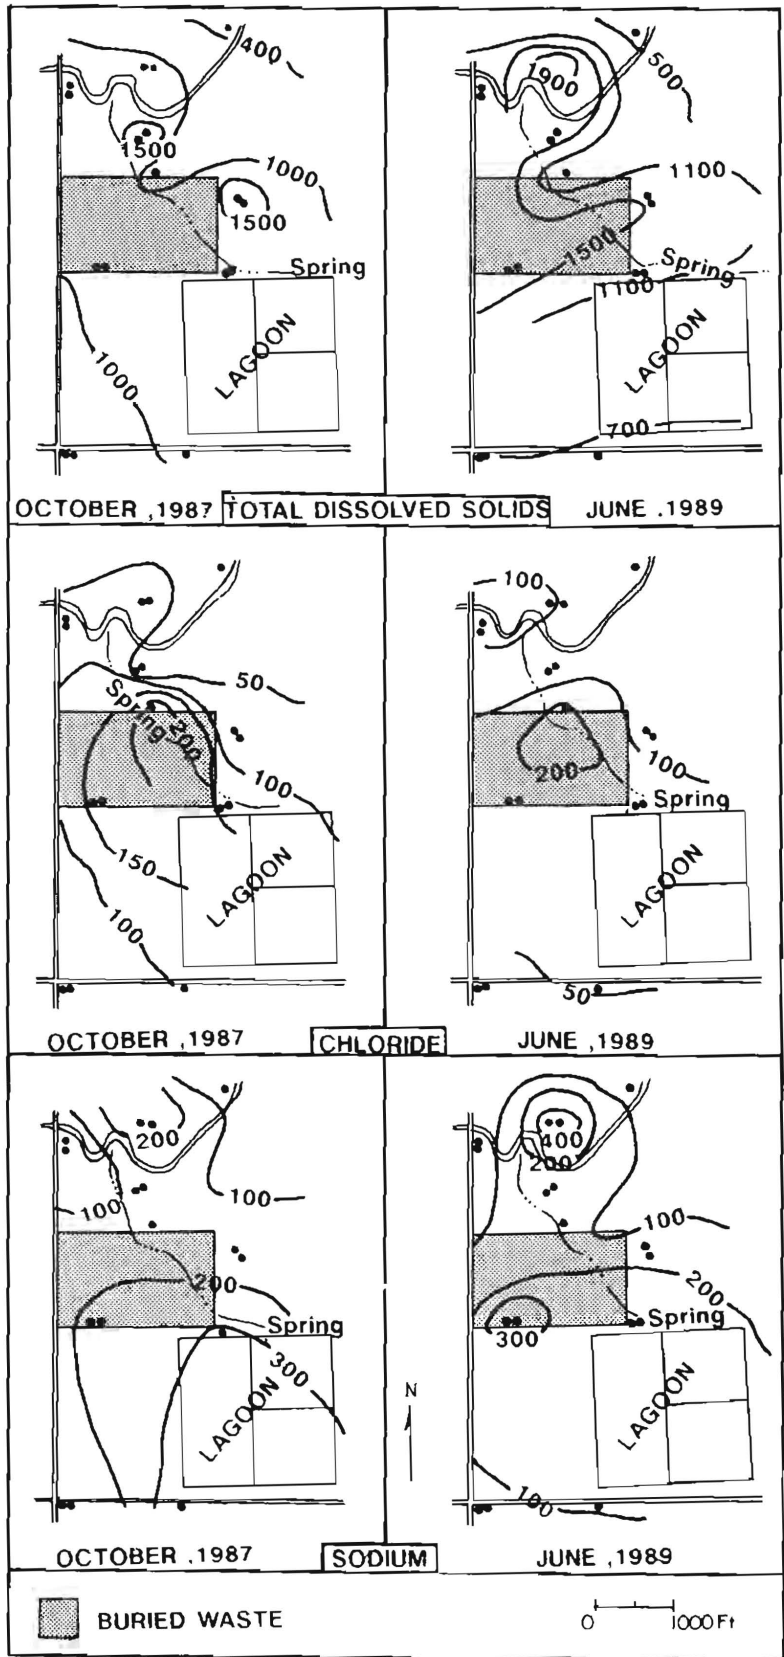 400
1500
1000
1500
Spring
LAGOON
1000
1900
500
1100
1500
Spring
1100
LAGOON
700
OCTOBER ,1987
TOTAL DISSOLVED SOLIDS
JUNE .1989
50
Spring
200
100
150
LAGOON
100
100
200
100
Spring
LAGOON
50
OCTOBER ,1987
CHLORIDE
JUNE ,1989
200
100
100
200
Spring
300
LAGOON
N
400
200
100
200
Spring
300
LAGOON
100
OCTOBER ,1987
SODIUM
JUNE ,1989
BURIED WASTE
0 1000 Ft